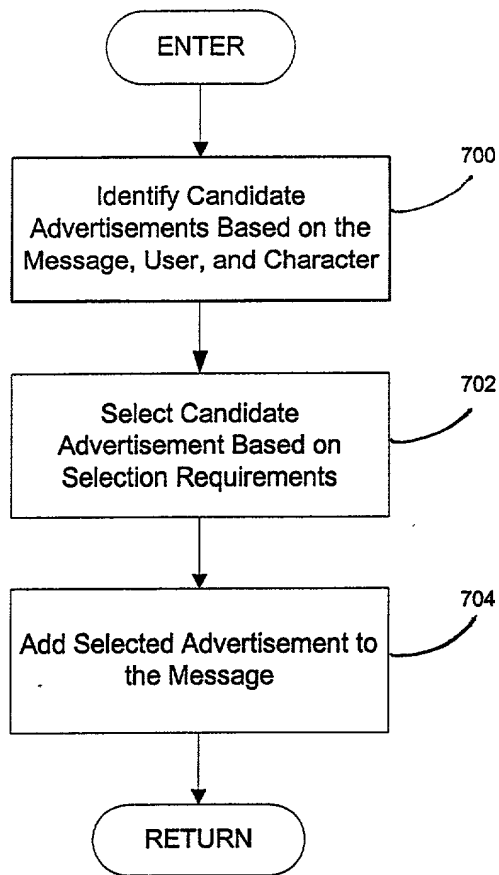 ENTER
700
Identify Candidate
Advertisements Based on the
Message, User, and Character
702
Select Candidate
Advertisement Based on
Selection Requirements
704
Add Selected Advertisement to
the Message
RETURN